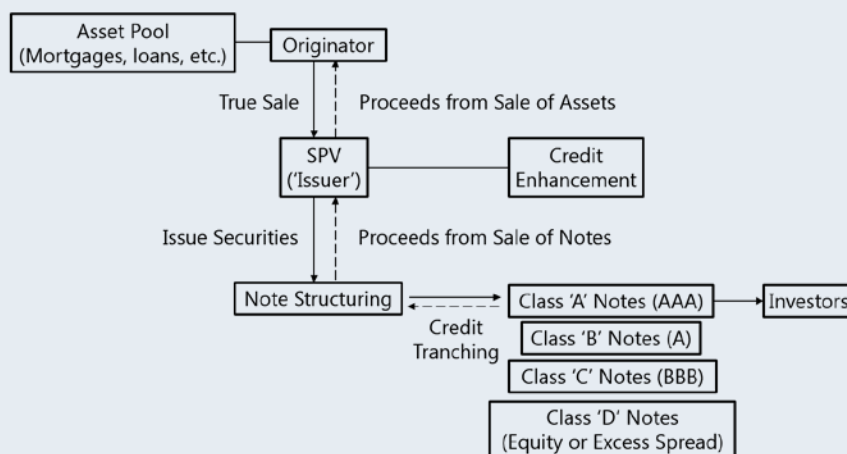 Asset Pool
(Mortgages, loans, etc.)
Originator
True Sale
Proceeds from Sale of Assets
SPV
('Issuer')
Credit
Enhancement
Issue Securities
Proceeds from Sale of Notes
Note Structuring
Credit
Tranching
Class 'A' Notes (AAA)
Investors
Class 'B' Notes (A)
Class 'C' Notes (BBB)
Class 'D' Notes
(Equity or Excess Spread)